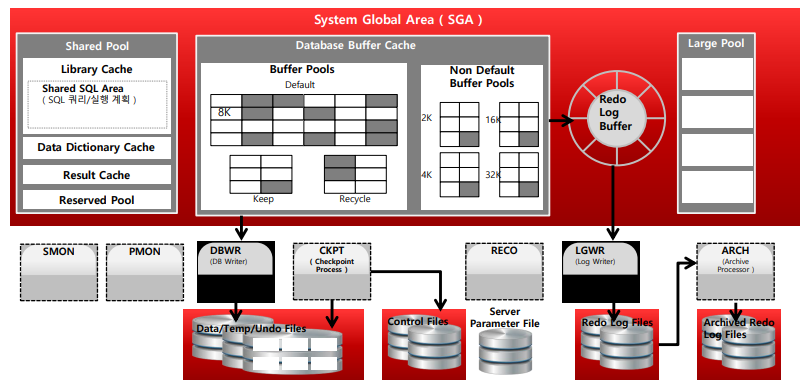 System Global Area ( SGA )
Shared Pool
Library Cache
Shared SQL Area
( SQL 쿼리/실행 계획 )
Data Dictionary Cache
Result Cache
Reserved Pool
Database Buffer Cache
Buffer Pools
Default
8K
Keep
Recycle
Non Default
Buffer Pools
2K
16K
4K
32K
Redo
Log
Buffer
Large Pool
SMON
PMON
DBWR
(DB Writer)
CKPT
( Checkpoint
Process )
RECO
LGWR
(Log Writer)
ARCH
(Archive
Processor)
Data/Temp/Undo Files
Control Files
Server
Parameter File
Redo Log Files
Archived Redo
Log Files